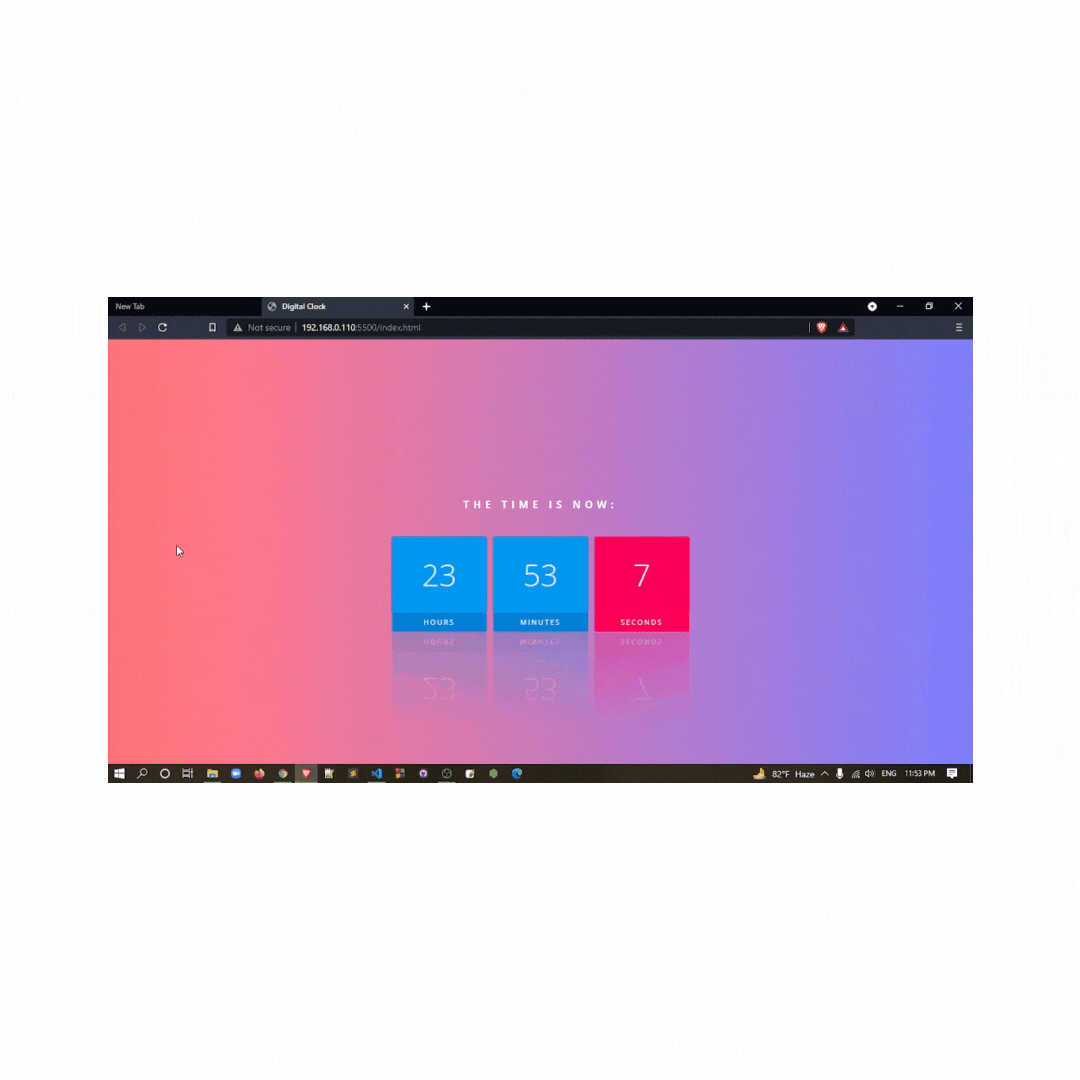 New Tab Digital Clock
Not secure 192.168.0.110:5500/index.html
THE TIME IS NOW:
23 53 7
HOURS MINUTES SECONDS
82°F Haze ENG 11:53 PM